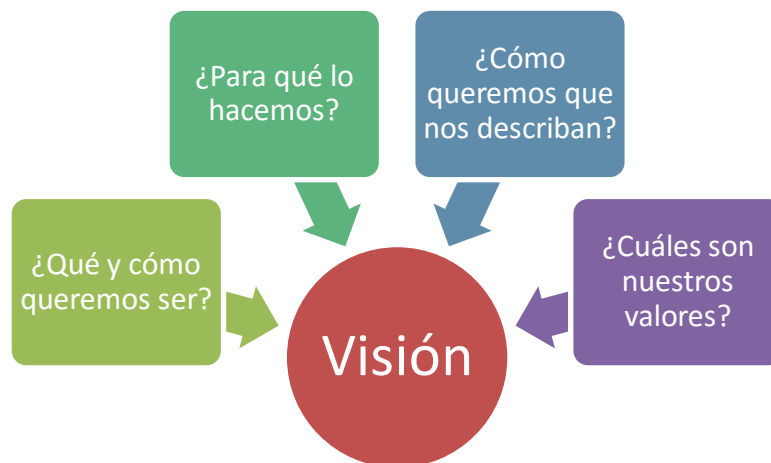 ¿Qué y cómo
queremos ser?
¿Para qué lo
hacemos?
¿Cómo
queremos que
nos describan?
¿Cuáles son
nuestros
valores?
Visión